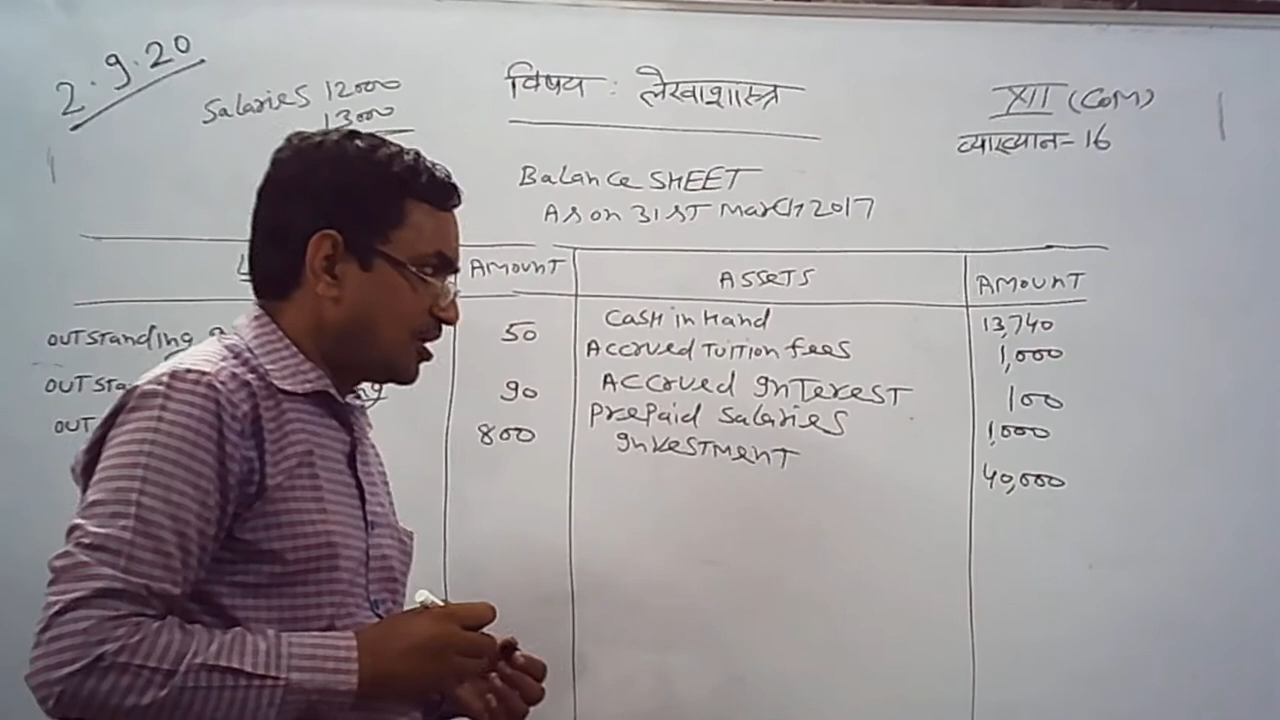 2.9.20
Salaries 12000
13000
विषय : लेखाशास्त्र
XII (COM)
व्याख्यान-16
Balance SHEET
AS on 31ST March 2017
AMOUNT
ASSETS
AMOUNT
OUTStanding
50
CASH in Hand
13,740
Accrued Tuition fees
1,000
OUTSta
90
Accrued InTEREST
100
OUT
800
Prepaid Salaries
1,000
InvestmenT
40,000